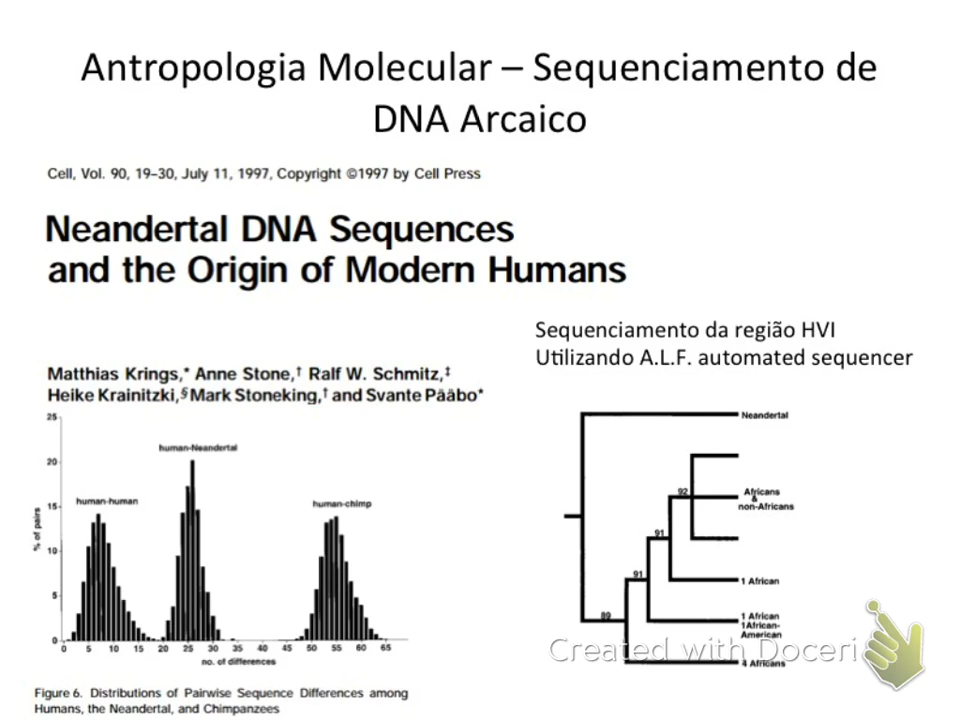 Antropologia Molecular – Sequenciamento de
DNA Arcaico
Cell, Vol. 90, 19–30, July 11, 1997, Copyright ©1997 by Cell Press
Neandertal DNA Sequences
and the Origin of Modern Humans
Sequenciamento da região HVI
Utilizando A.L.F. automated sequencer
Matthias Krings,* Anne Stone,† Ralf W. Schmitz,‡
Heike Krainitzki,§ Mark Stoneking,† and Svante Pääbo*
25
20
15
10
5
0
% of pairs
human-human
human-Neandertal
human-chimp
0 5 10 15 20 25 30 35 40 45 50 55 60 65
no. of differences
Figure 6. Distributions of Pairwise Sequence Differences among
Humans, the Neandertal, and Chimpanzees
Neandertal
92
Africans
&
non-Africans
91
91
1 African
89
1 African
1African-
American
4 Africans
Created with Doceri